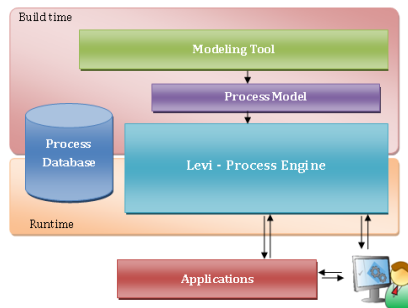 Build time
Modeling Tool
Process Model
Process
Database
Levi - Process Engine
Runtime
Applications